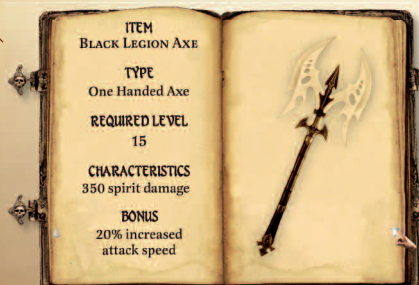 ITEM
BLACK LEGION AXE
TYPE
One Handed Axe
REQUIRED LEVEL
15
CHARACTERISTICS
350 spirit damage
BONUS
20% increased
attack speed